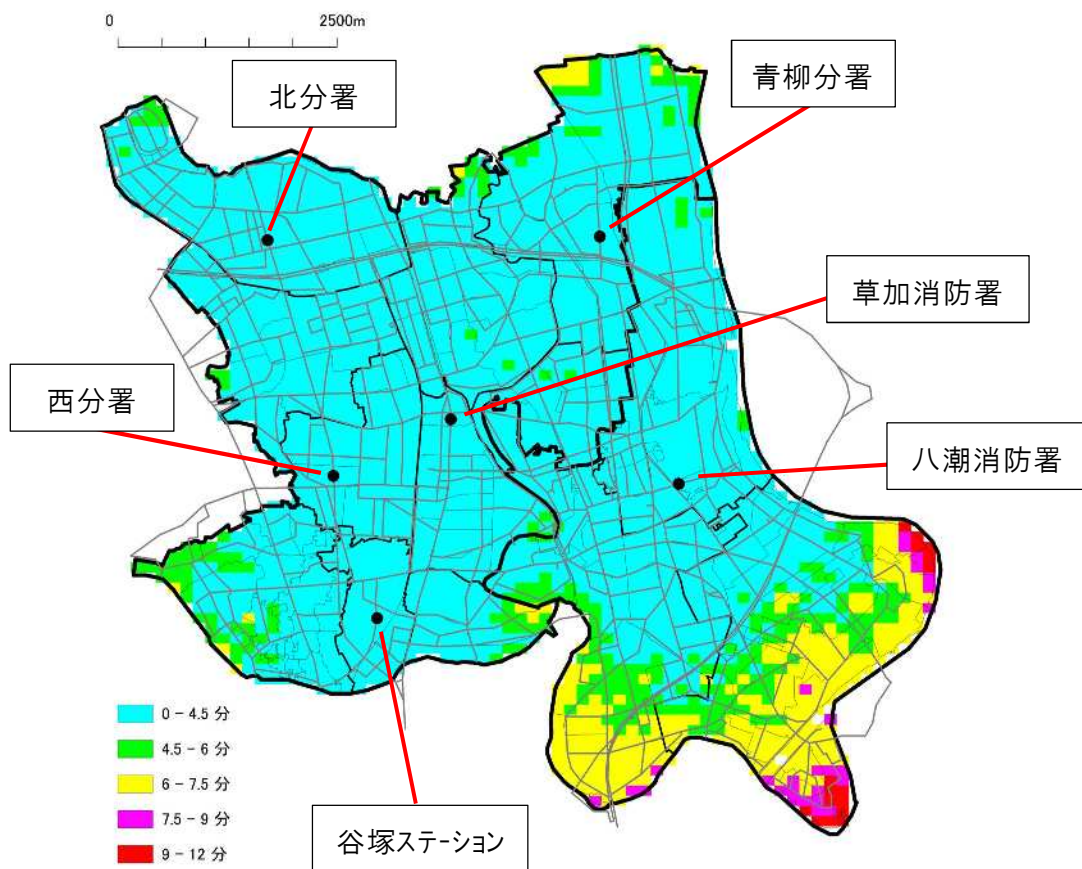 0 2500m
北分署
青柳分署
草加消防署
西分署
八潮消防署
0 - 4.5 分
4.5 - 6 分
6 - 7.5 分
7.5 - 9 分
9 - 12 分
谷塚ステーション